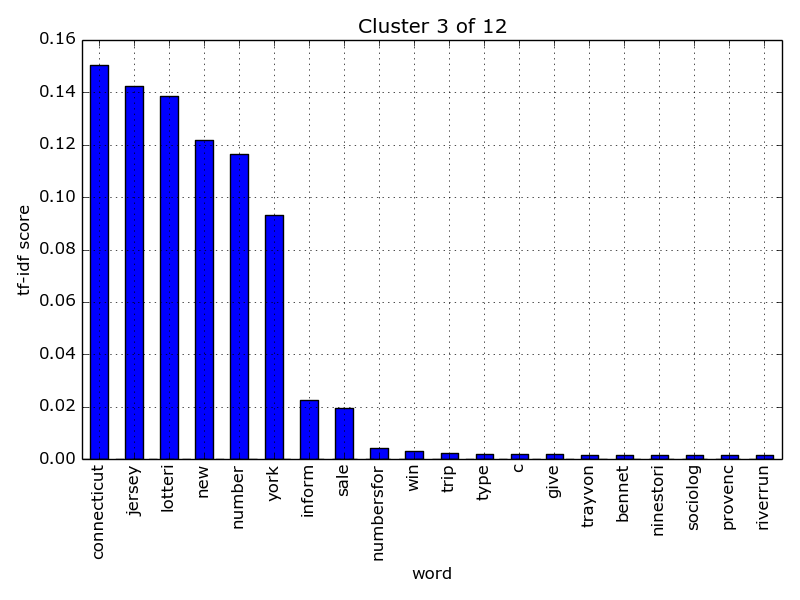 Cluster 3 of 12
0.16
0.14
0.12
0.10
0.08
0.06
0.04
0.02
0.00
tf-idf score
connecticut
jersey
lotteri
new
number
york
inform
sale
numbersfor
win
trip
type
c
give
trayvon
bennet
ninestori
sociolog
provenc
riverrun
word